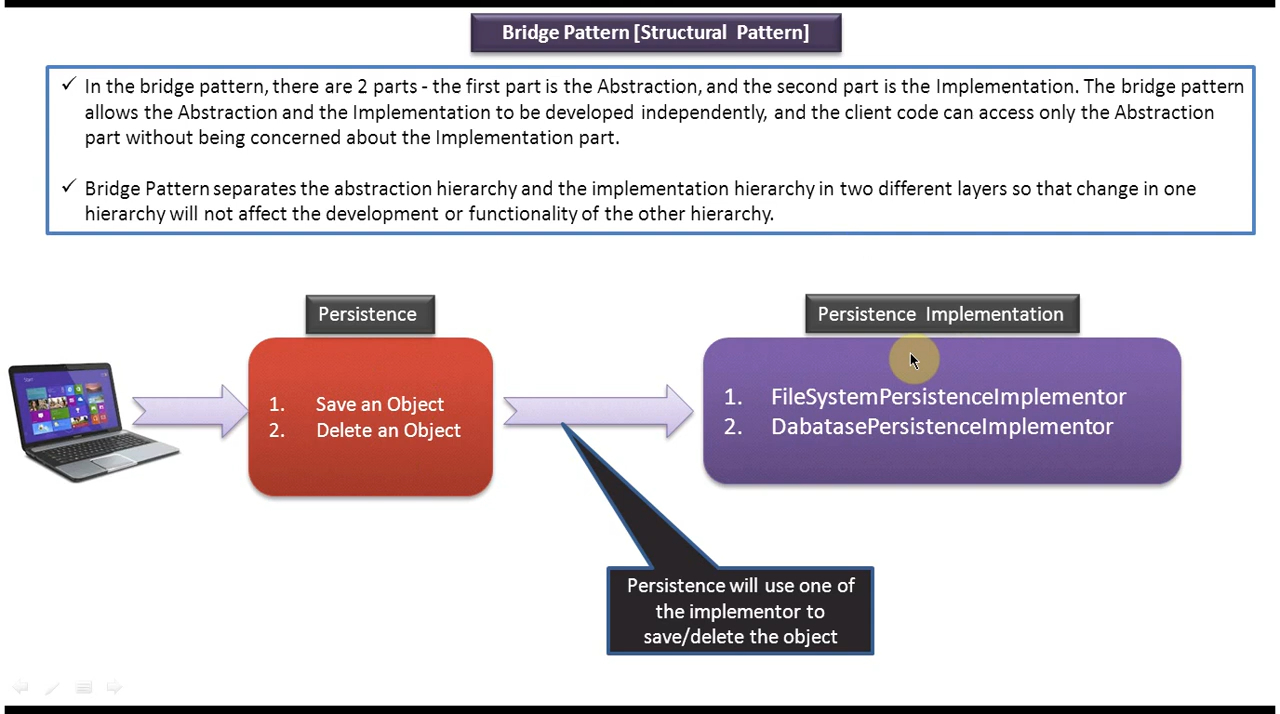 Bridge Pattern [Structural Pattern]
✓ In the bridge pattern, there are 2 parts - the first part is the Abstraction, and the second part is the Implementation. The bridge pattern
allows the Abstraction and the Implementation to be developed independently, and the client code can access only the Abstraction
part without being concerned about the Implementation part.
✓ Bridge Pattern separates the abstraction hierarchy and the implementation hierarchy in two different layers so that change in one
hierarchy will not affect the development or functionality of the other hierarchy.
Persistence
1. Save an Object
2. Delete an Object
Persistence Implementation
1. FileSystemPersistenceImplementor
2. DabatasePersistenceImplementor
Persistence will use one of
the implementor to
save/delete the object